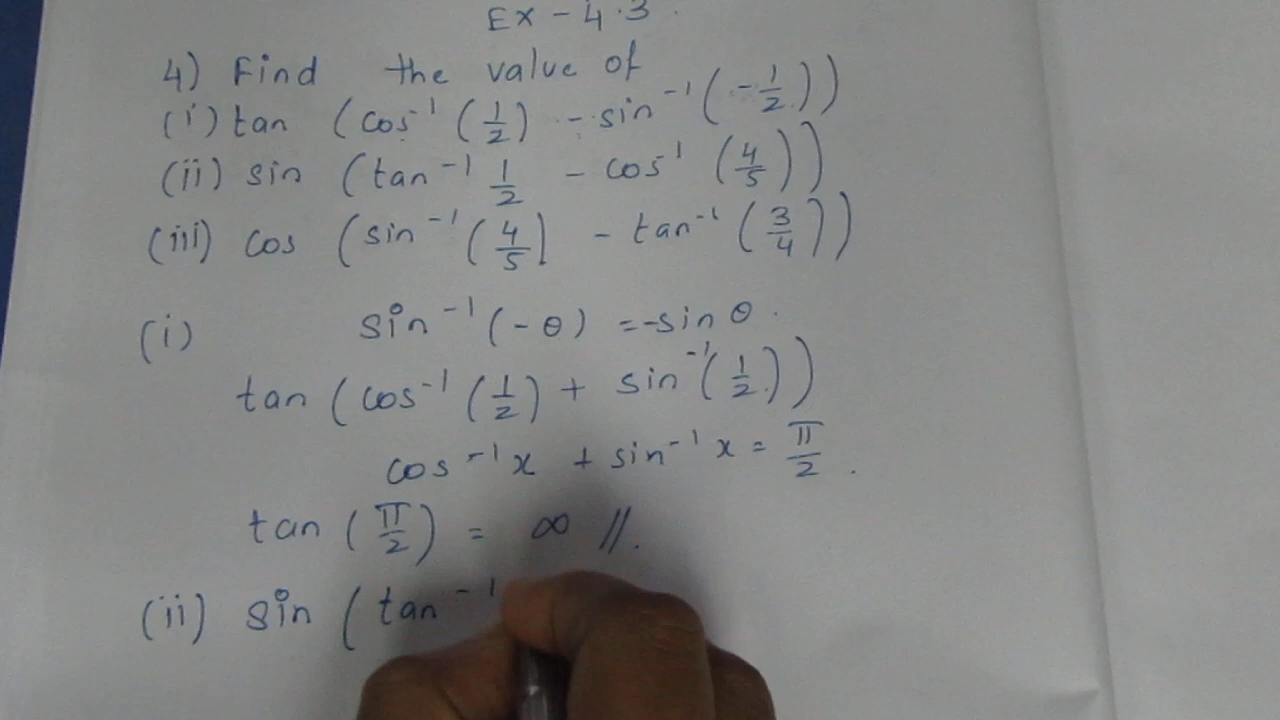 Ex - 4.3.
4) Find the value of
(i) tan (cos⁻¹ (1/2) - sin⁻¹ (-1/2))
(ii) sin (tan⁻¹ 1/2 - cos⁻¹ (4/5))
(iii) cos (sin⁻¹ (4/5] - tan⁻¹ (3/4))
(i) sin⁻¹ (-θ) = -sin θ.
tan (cos⁻¹ (1/2) + sin⁻¹ (1/2))
cos⁻¹ x + sin⁻¹ x = π/2.
tan (π/2) = ∞ //.
(ii) sin (tan⁻¹